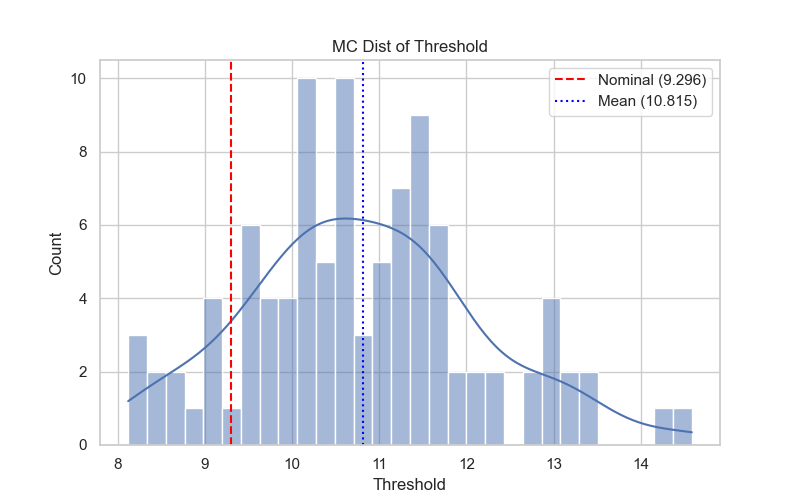 MC Dist of Threshold
Nominal (9.296)
Mean (10.815)
Count
10
8
6
4
2
0
8 9 10 11 12 13 14
Threshold